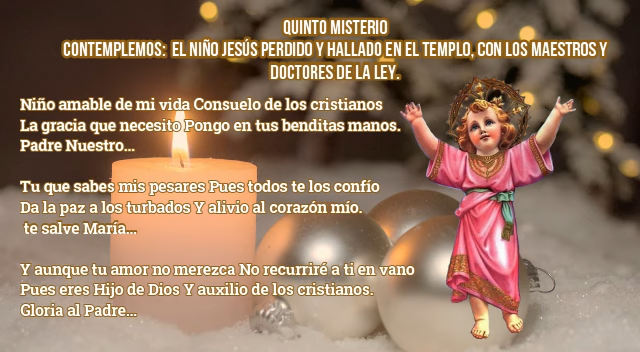 QUINTO MISTERIO
CONTEMPLEMOS: EL NIÑO JESÚS PERDIDO Y HALLADO EN EL TEMPLO, CON LOS MAESTROS Y
DOCTORES DE LA LEY.
Niño amable de mi vida Consuelo de los cristianos
La gracia que necesito Pongo en tus benditas manos.
Padre Nuestro...
Tu que sabes mis pesares Pues todos te los confío
Da la paz a los turbados Y alivio al corazón mío.
te salve María...
Y aunque tu amor no merezca No recurriré a ti en vano
Pues eres Hijo de Dios Y auxilio de los cristianos.
Gloria al Padre...